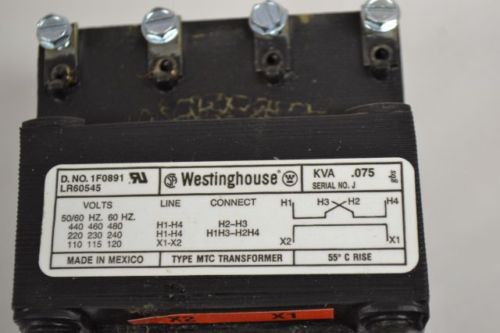 D. NO. 1F0891
LR60545
Westinghouse
KVA .075
SERIAL NO. J
gbs
VOLTS LINE CONNECT
50/60 HZ. 60 HZ.
440 460 480 H1-H4 H2-H3
220 230 240 H1-H4 H1H3-H2H4
110 115 120 X1-X2
H1 H3 H2 H4
X2 X1
MADE IN MEXICO TYPE MTC TRANSFORMER 55° C RISE
X2 X1